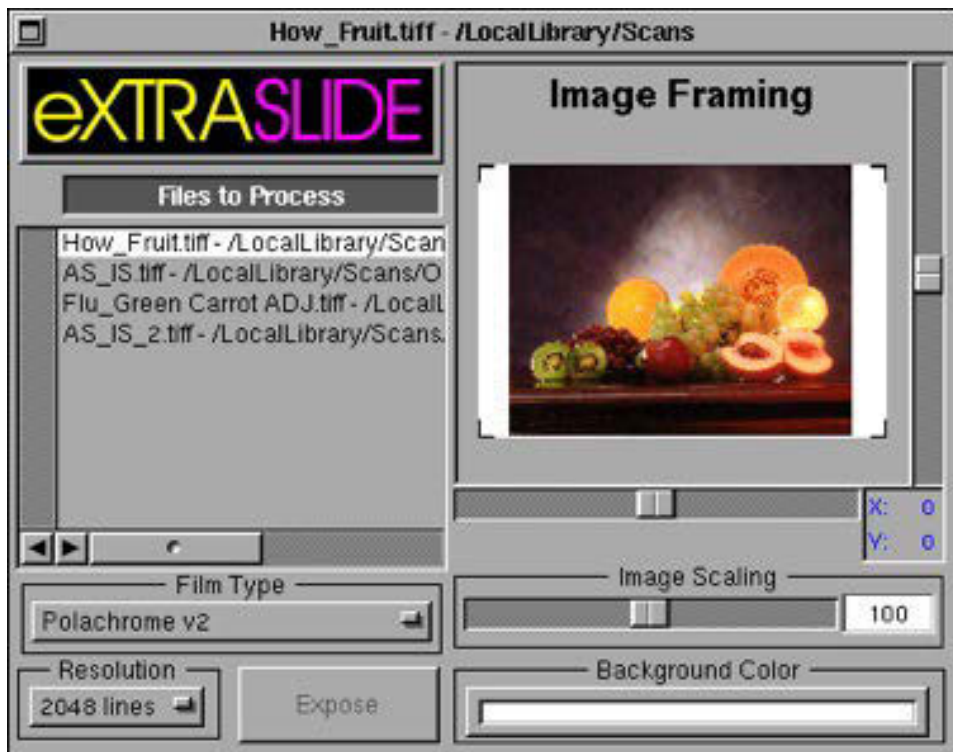 How_Fruit.tiff - /LocalLibrary/Scans
eXTRASLIDE
Files to Process
How_Fruit.tiff - /LocalLibrary/Scan
AS_IS.tiff - /LocalLibrary/Scans/O
Flu_Green Carrot ADJ.tiff - /LocalL
AS_IS_2.tiff - /LocalLibrary/Scans.
Film Type
Polachrome v2
Resolution
2048 lines
Expose
Image Framing
X: 0
Y: 0
Image Scaling
100
Background Color